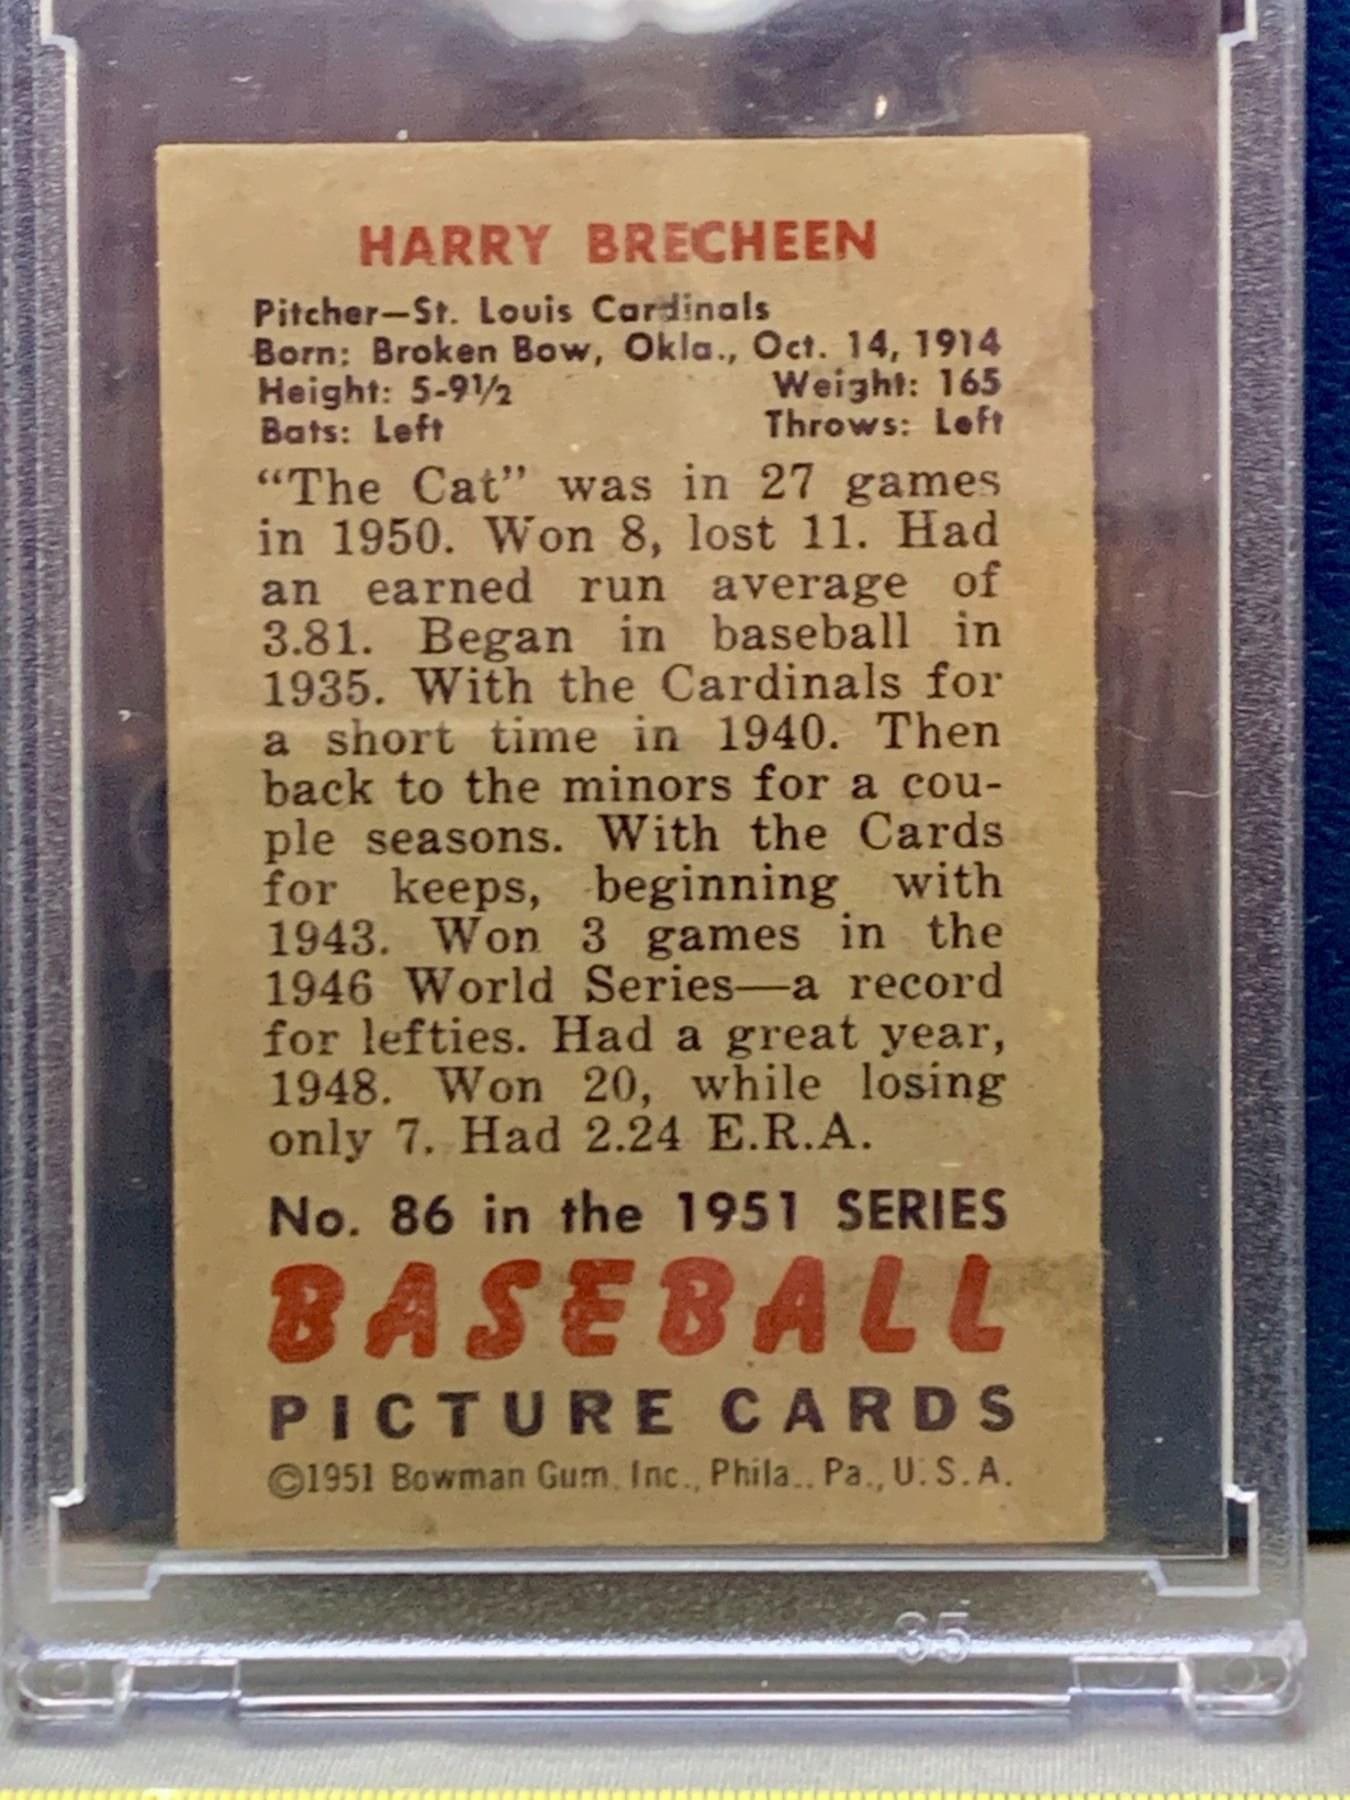 HARRY BRECHEEN
Pitcher—St. Louis Cardinals
Born: Broken Bow, Okla., Oct. 14, 1914
Height: 5-9½ Weight: 165
Bats: Left Throws: Left
“The Cat” was in 27 games
in 1950. Won 8, lost 11. Had
an earned run average of
3.81. Began in baseball in
1935. With the Cardinals for
a short time in 1940. Then
back to the minors for a cou-
ple seasons. With the Cards
for keeps, beginning with
1943. Won 3 games in the
1946 World Series—a record
for lefties. Had a great year,
1948. Won 20, while losing
only 7. Had 2.24 E.R.A.
No. 86 in the 1951 SERIES
BASEBALL
PICTURE CARDS
©1951 Bowman Gum, Inc., Phila., Pa., U.S.A.
35